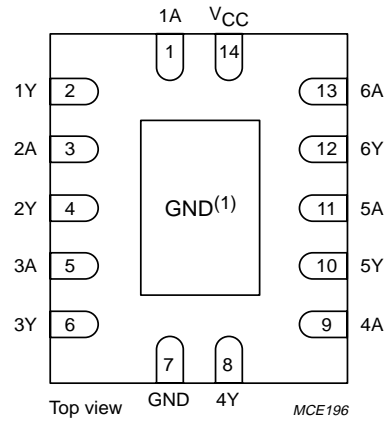 1A VCC
1 14
1Y 2 13 6A
2A 3 12 6Y
2Y 4 GND(1) 11 5A
3A 5 10 5Y
3Y 6 9 4A
7 8
Top view GND 4Y MCE196